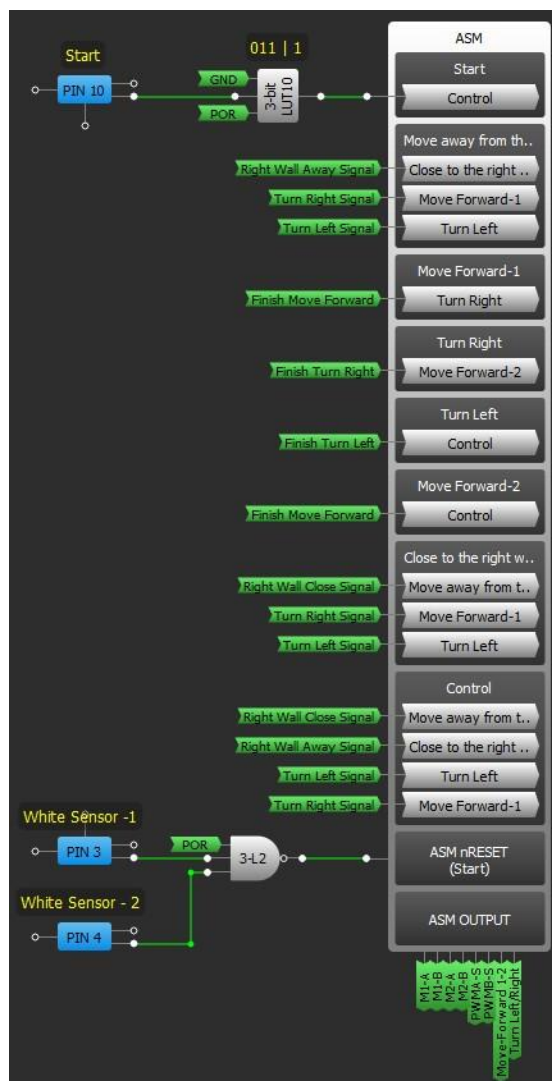 Start
PIN 10
011 | 1
GND
POR
3-bit
LUT10
ASM
Start
Control
Move away from th..
Right Wall Away Signal
Close to the right ..
Turn Right Signal
Move Forward-1
Turn Left Signal
Turn Left
Move Forward-1
Finish Move Forward
Turn Right
Turn Right
Finish Turn Right
Move Forward-2
Turn Left
Finish Turn Left
Control
Move Forward-2
Finish Move Forward
Control
Close to the right w..
Right Wall Close Signal
Move away from t..
Turn Right Signal
Move Forward-1
Turn Left Signal
Turn Left
Control
Right Wall Close Signal
Move away from t..
Right Wall Away Signal
Close to the right ..
Turn Left Signal
Turn Left
Turn Right Signal
Move Forward-1
White Sensor -1
PIN 3
POR
3-L2
ASM nRESET
(Start)
White Sensor - 2
PIN 4
ASM OUTPUT
M1-A
M1-B
M2-A
M2-B
PWMA-S
PWMB-S
Move-Forward 1-2
Turn Left/Right